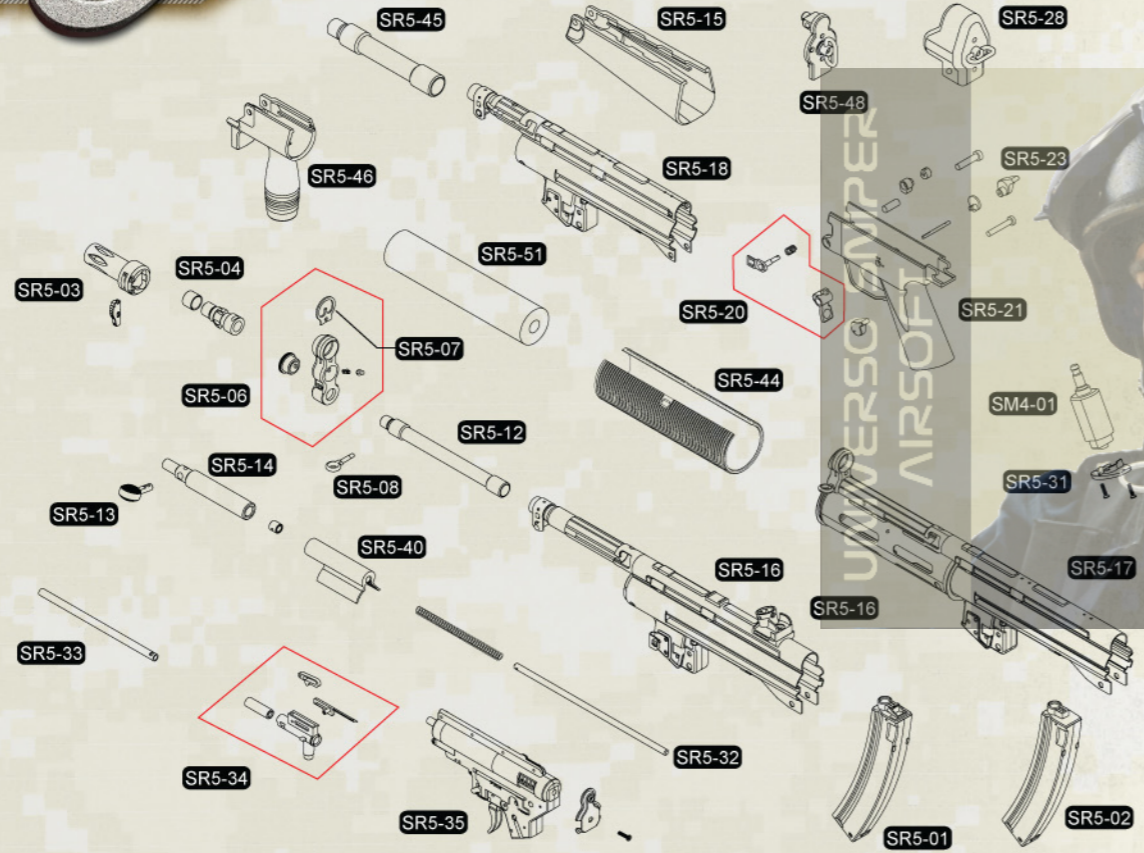 SR5-45
SR5-15
SR5-28
SR5-48
SR5-18
SR5-23
SR5-46
SR5-51
SR5-04
SR5-03
SR5-20
SR5-21
SR5-07
SR5-06
SR5-44
SM4-01
SR5-12
SR5-14
SR5-08
SR5-31
SR5-13
SR5-40
SR5-16
SR5-17
SR5-16
SR5-33
SR5-32
SR5-34
SR5-35
SR5-01
SR5-02
UNIVERSO SNIPER
AIRSOFT